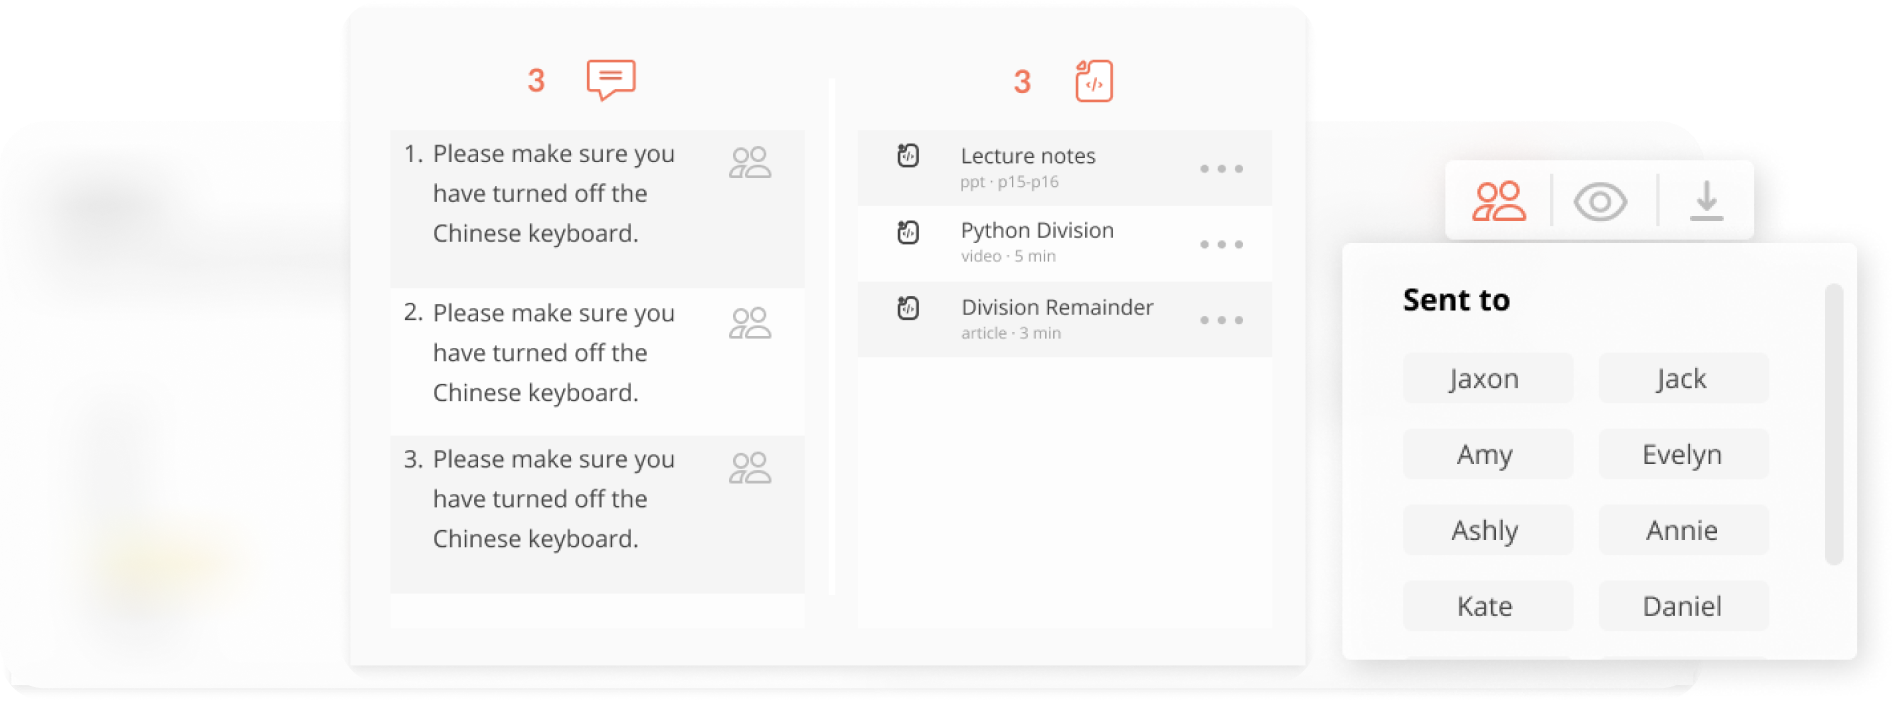 3
1. Please make sure you
have turned off the
Chinese keyboard.
2. Please make sure you
have turned off the
Chinese keyboard.
3. Please make sure you
have turned off the
Chinese keyboard.
3
</>
Lecture notes
ppt · p15-p16
Python Division
video · 5 min
Division Remainder
article · 3 min
Sent to
Jaxon Jack
Amy Evelyn
Ashly Annie
Kate Daniel